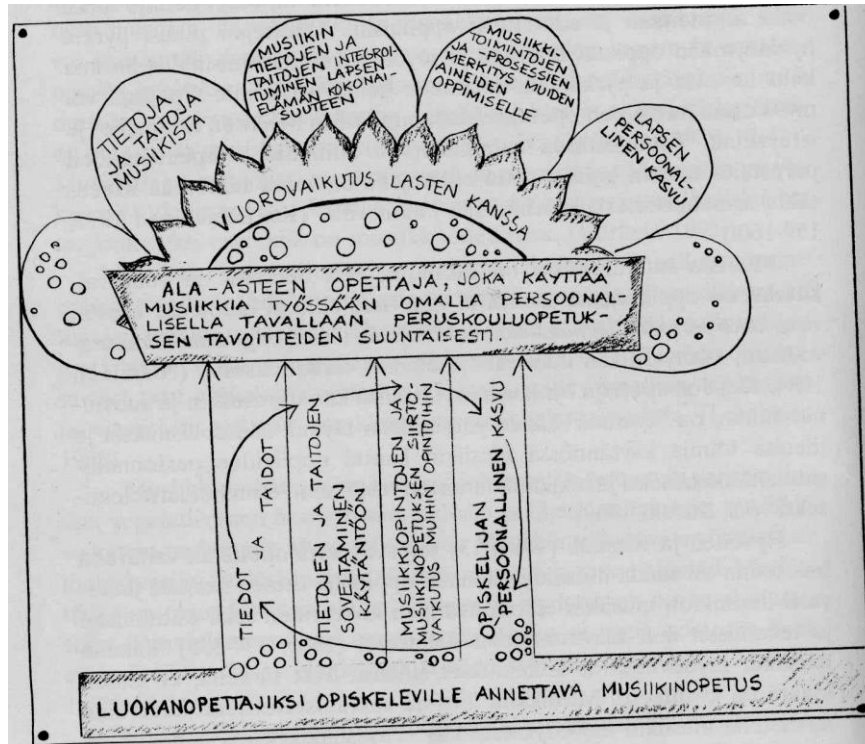 TIETOJA
JA TAITOJA
MUSIIKISTA
MUSIIKIN
TIETOJEN JA
TAITOJEN INTEGROI-
TUMINEN LAPSEN
ELÄMÄN KOKONAI-
SUUTEEN
MUSIIKKI-
TOIMINTOJEN
JA -PROSESSIEN
MERKITYS MUIDEN
AINEIDEN
OPPIMISELLE
LAPSEN
PERSOONAL-
LINEN KASVU
VUOROVAIKUTUS LASTEN KANSSA
ALA-ASTEEN OPETTAJA, JOKA KÄYTTÄÄ
MUSIIKKIA TYÖSSÄÄN OMALLA PERSOONAL-
LISELLA TAVALLAAN PERUSKOULUOPETUK-
SEN TAVOITTEIDEN SUUNTAISESTI.
TIEDOT JA TAIDOT
TIETOJEN JA TAITOJEN
SOVELTAMINEN
KÄYTÄNTÖÖN
MUSIIKKIOPINTOJEN JA
MUSIIKINOPETUKSEN SIIRTO-
VAIKUTUS MUIHIN OPINTOIHIN
OPISKELIJAN
PERSOONALLINEN KASVU
LUOKANOPETTAJIKSI OPISKELEVILLE ANNETTAVA MUSIIKINOPETUS